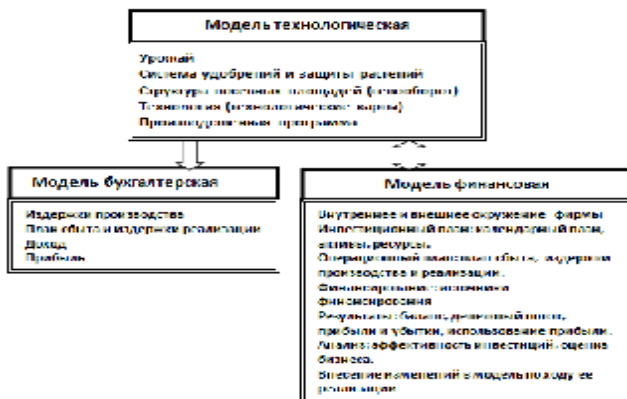 Модель технологическая
Урожай
Система удобрений и защиты растений
Структура посевных площадей (севооборот)
Технология (технологические карты)
Производственная программа
Модель бухгалтерская
Издержки производства
План сбыта и издержки реализации
Доход
Прибыль
Модель финансовая
Внутреннее и внешнее окружение фирмы
Инвестиционный план: календарный план,
активы, ресурсы.
Операционный план: план сбыта, издержки
производства и реализации.
Финансирование: источники
финансирования
Результаты: баланс, денежный поток,
прибыли и убытки, использование прибыли.
Анализ: эффективность инвестиций, оценка
бизнеса.
Внесение изменений в модель по ходу ее
реализации